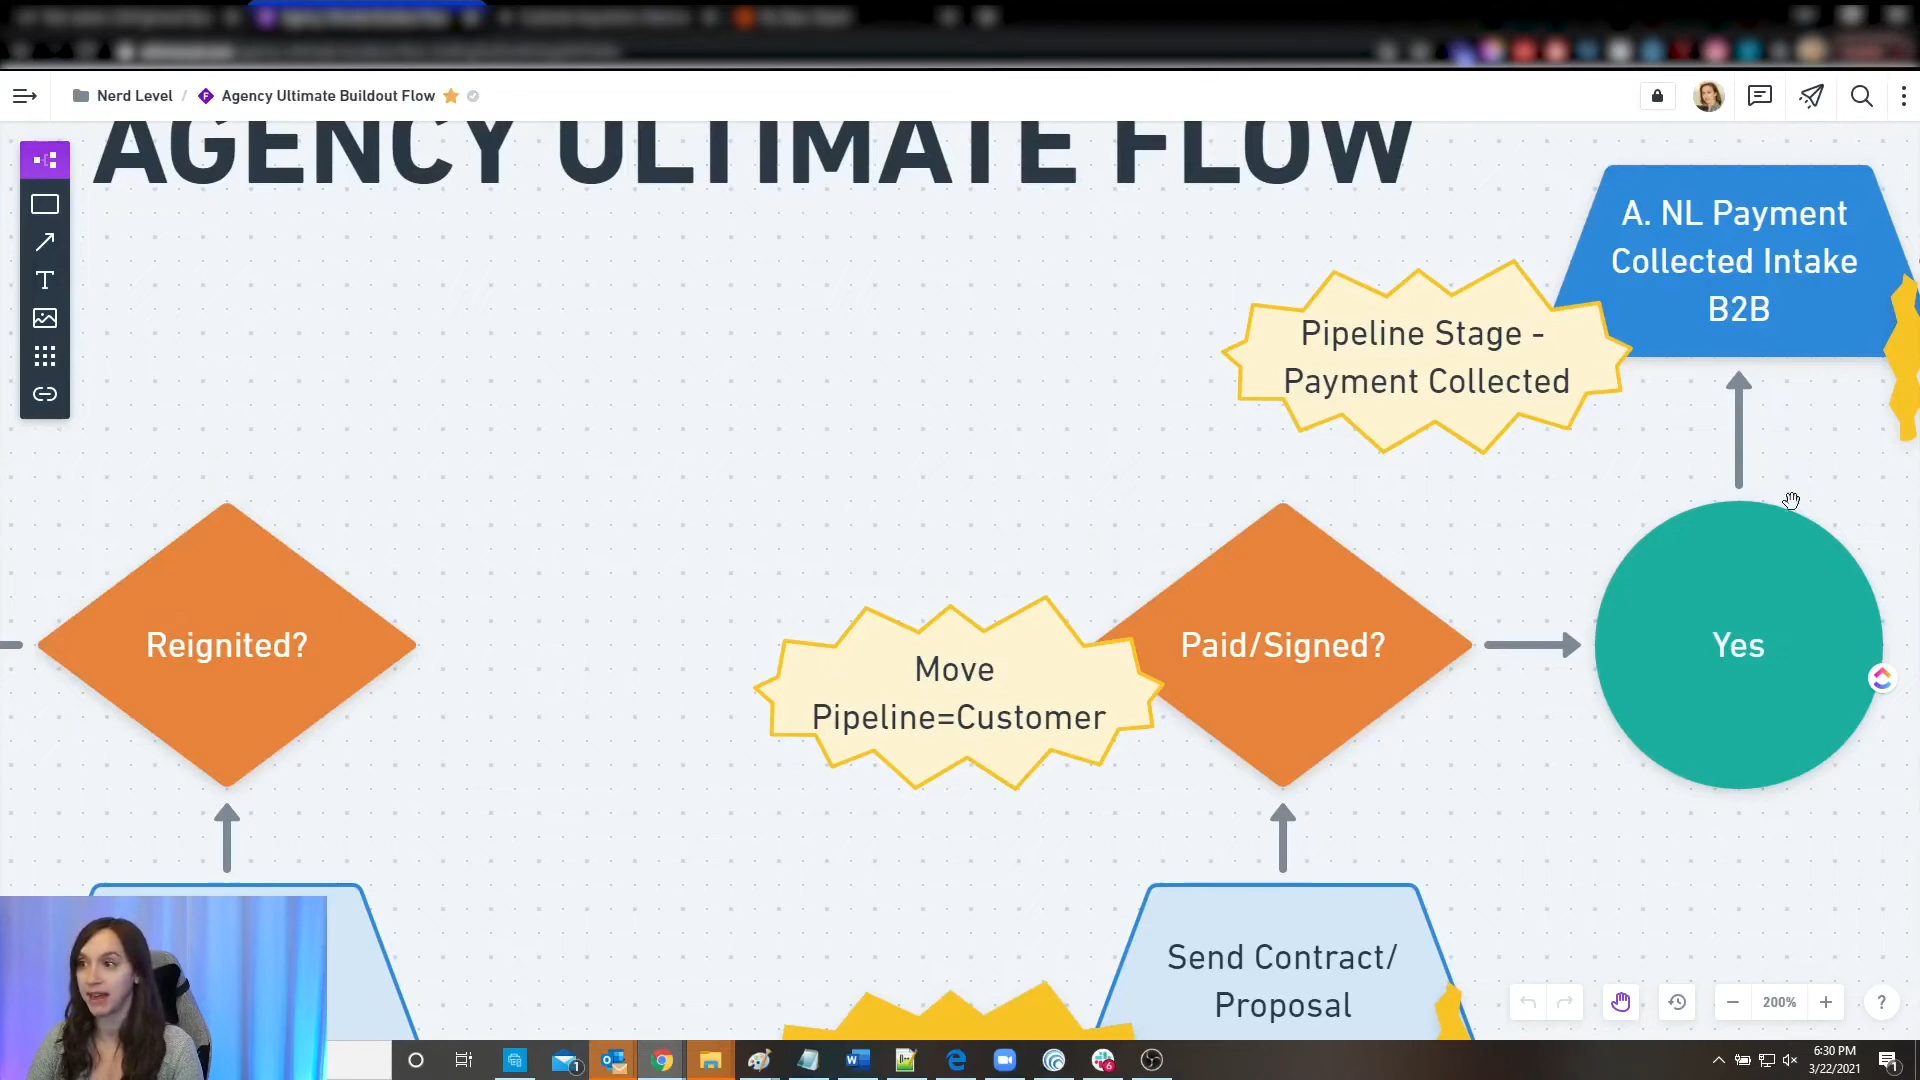 Nerd Level / Agency Ultimate Buildout Flow
AGENCY ULTIMATE FLOW
A. NL Payment
Collected Intake
B2B
Pipeline Stage -
Payment Collected
Reignited?
Move
Pipeline=Customer
Paid/Signed?
Yes
Send Contract/
Proposal
200%
?
6:30 PM
3/22/2021